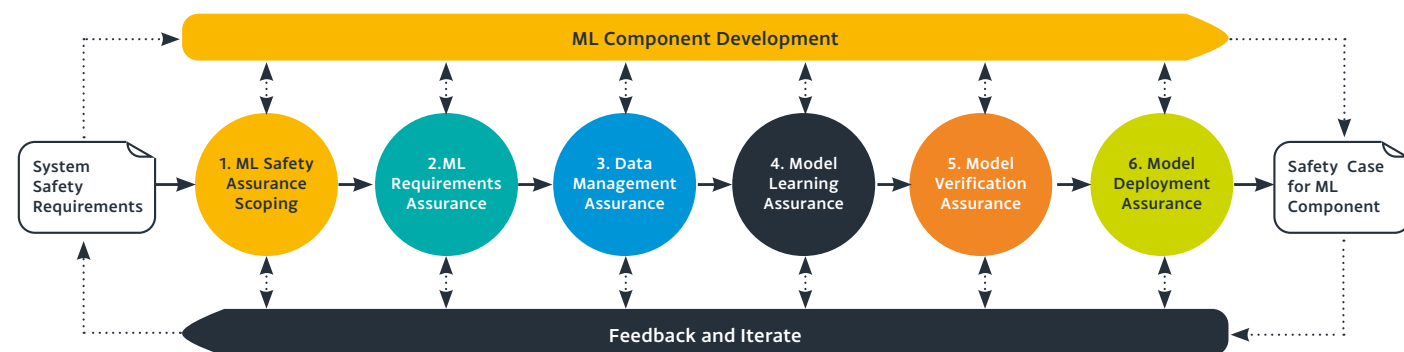 ML Component Development
System
Safety
Requirements
1. ML Safety
Assurance
Scoping
2.ML
Requirements
Assurance
3. Data
Management
Assurance
4. Model
Learning
Assurance
5. Model
Verification
Assurance
6. Model
Deployment
Assurance
Safety Case
for ML
Component
Feedback and Iterate